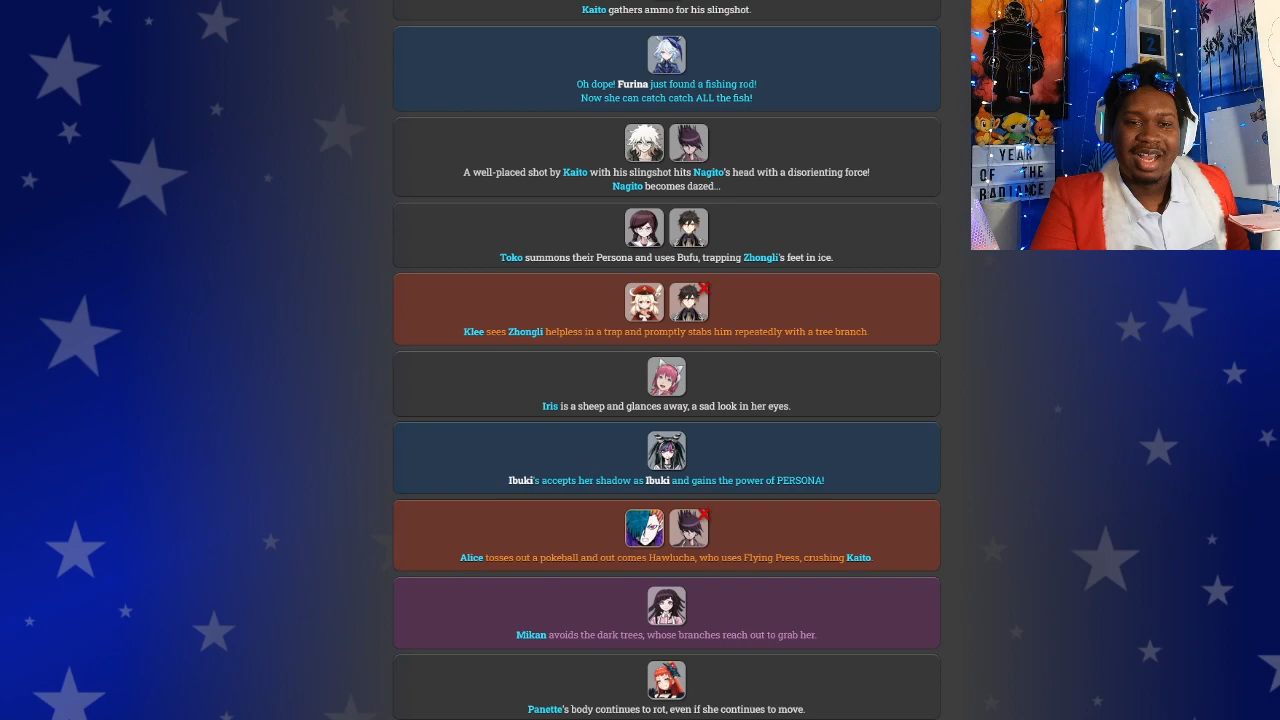 Kaito gathers ammo for his slingshot.
Oh dope! Furina just found a fishing rod!
Now she can catch catch ALL the fish!
A well-placed shot by Kaito with his slingshot hits Nagito's head with a disorienting force!
Nagito becomes dazed...
Toko summons their Persona and uses Bufu, trapping Zhongli's feet in ice.
Klee sees Zhongli helpless in a trap and promptly stabs him repeatedly with a tree branch.
Iris is a sheep and glances away, a sad look in her eyes.
Ibuki's accepts her shadow as Ibuki and gains the power of PERSONA!
Alice tosses out a pokeball and out comes Hawlucha, who uses Flying Press, crushing Kaito.
Mikan avoids the dark trees, whose branches reach out to grab her.
Panette's body continues to rot, even if she continues to move.
2
YEAR
OF THE
RADIANCE